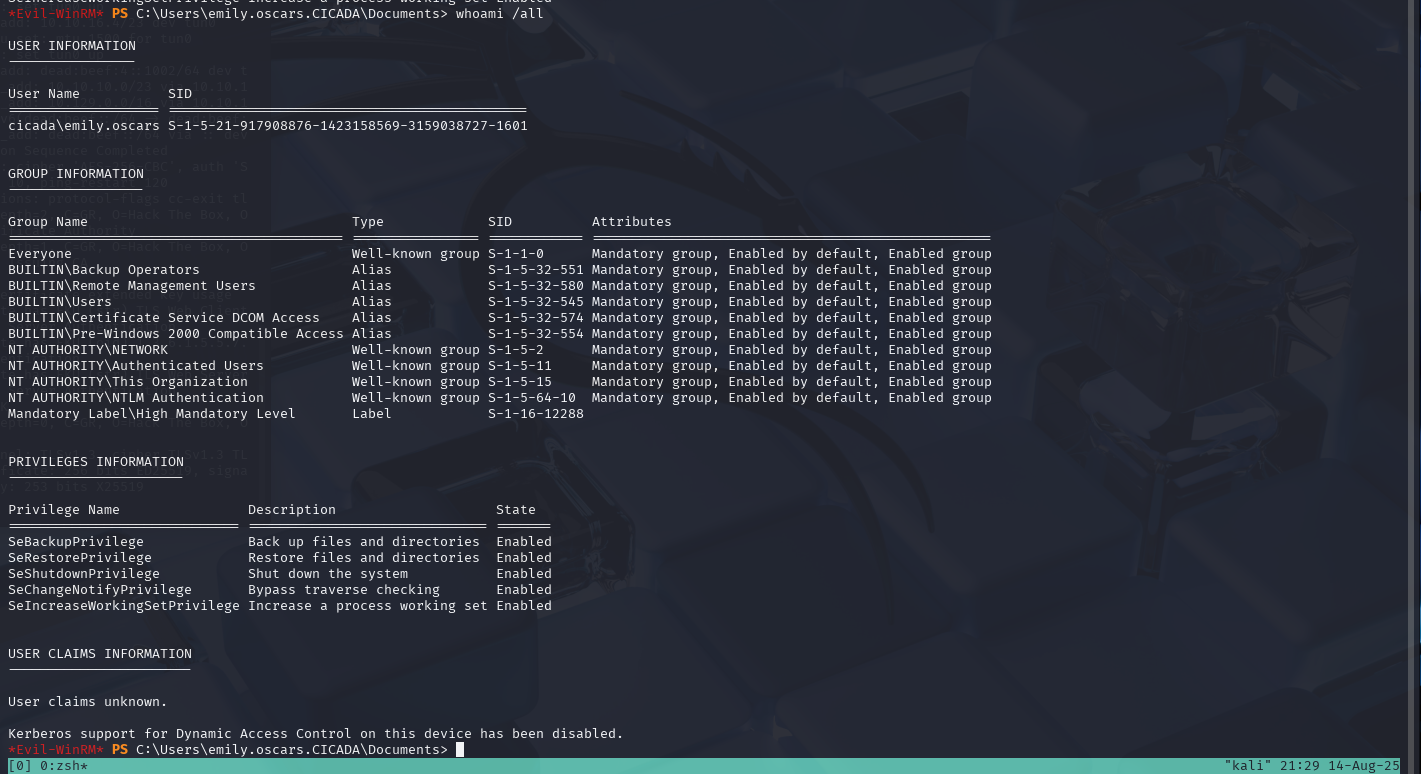 SeIncreaseWorkingSetPrivilege Increase a process working set Enabled
*Evil-WinRM* PS C:\Users\emily.oscars.CICADA\Documents> whoami /all
USER INFORMATION
----------------
User Name SID
=================== =============================================
cicada\emily.oscars S-1-5-21-917908876-1423158569-3159038727-1601
GROUP INFORMATION
-----------------
Group Name Type SID Attributes
========================================== ================ ============ ==================================================
Everyone Well-known group S-1-1-0 Mandatory group, Enabled by default, Enabled group
BUILTIN\Backup Operators Alias S-1-5-32-551 Mandatory group, Enabled by default, Enabled group
BUILTIN\Remote Management Users Alias S-1-5-32-580 Mandatory group, Enabled by default, Enabled group
BUILTIN\Users Alias S-1-5-32-545 Mandatory group, Enabled by default, Enabled group
BUILTIN\Certificate Service DCOM Access Alias S-1-5-32-574 Mandatory group, Enabled by default, Enabled group
BUILTIN\Pre-Windows 2000 Compatible Access Alias S-1-5-32-554 Mandatory group, Enabled by default, Enabled group
NT AUTHORITY\NETWORK Well-known group S-1-5-2 Mandatory group, Enabled by default, Enabled group
NT AUTHORITY\Authenticated Users Well-known group S-1-5-11 Mandatory group, Enabled by default, Enabled group
NT AUTHORITY\This Organization Well-known group S-1-5-15 Mandatory group, Enabled by default, Enabled group
NT AUTHORITY\NTLM Authentication Well-known group S-1-5-64-10 Mandatory group, Enabled by default, Enabled group
Mandatory Label\High Mandatory Level Label S-1-16-12288
PRIVILEGES INFORMATION
----------------------
Privilege Name Description State
============================= ============================== =======
SeBackupPrivilege Back up files and directories Enabled
SeRestorePrivilege Restore files and directories Enabled
SeShutdownPrivilege Shut down the system Enabled
SeChangeNotifyPrivilege Bypass traverse checking Enabled
SeIncreaseWorkingSetPrivilege Increase a process working set Enabled
USER CLAIMS INFORMATION
-----------------------
User claims unknown.
Kerberos support for Dynamic Access Control on this device has been disabled.
*Evil-WinRM* PS C:\Users\emily.oscars.CICADA\Documents>
[0] 0:zsh* "kali" 21:29 14-Aug-25